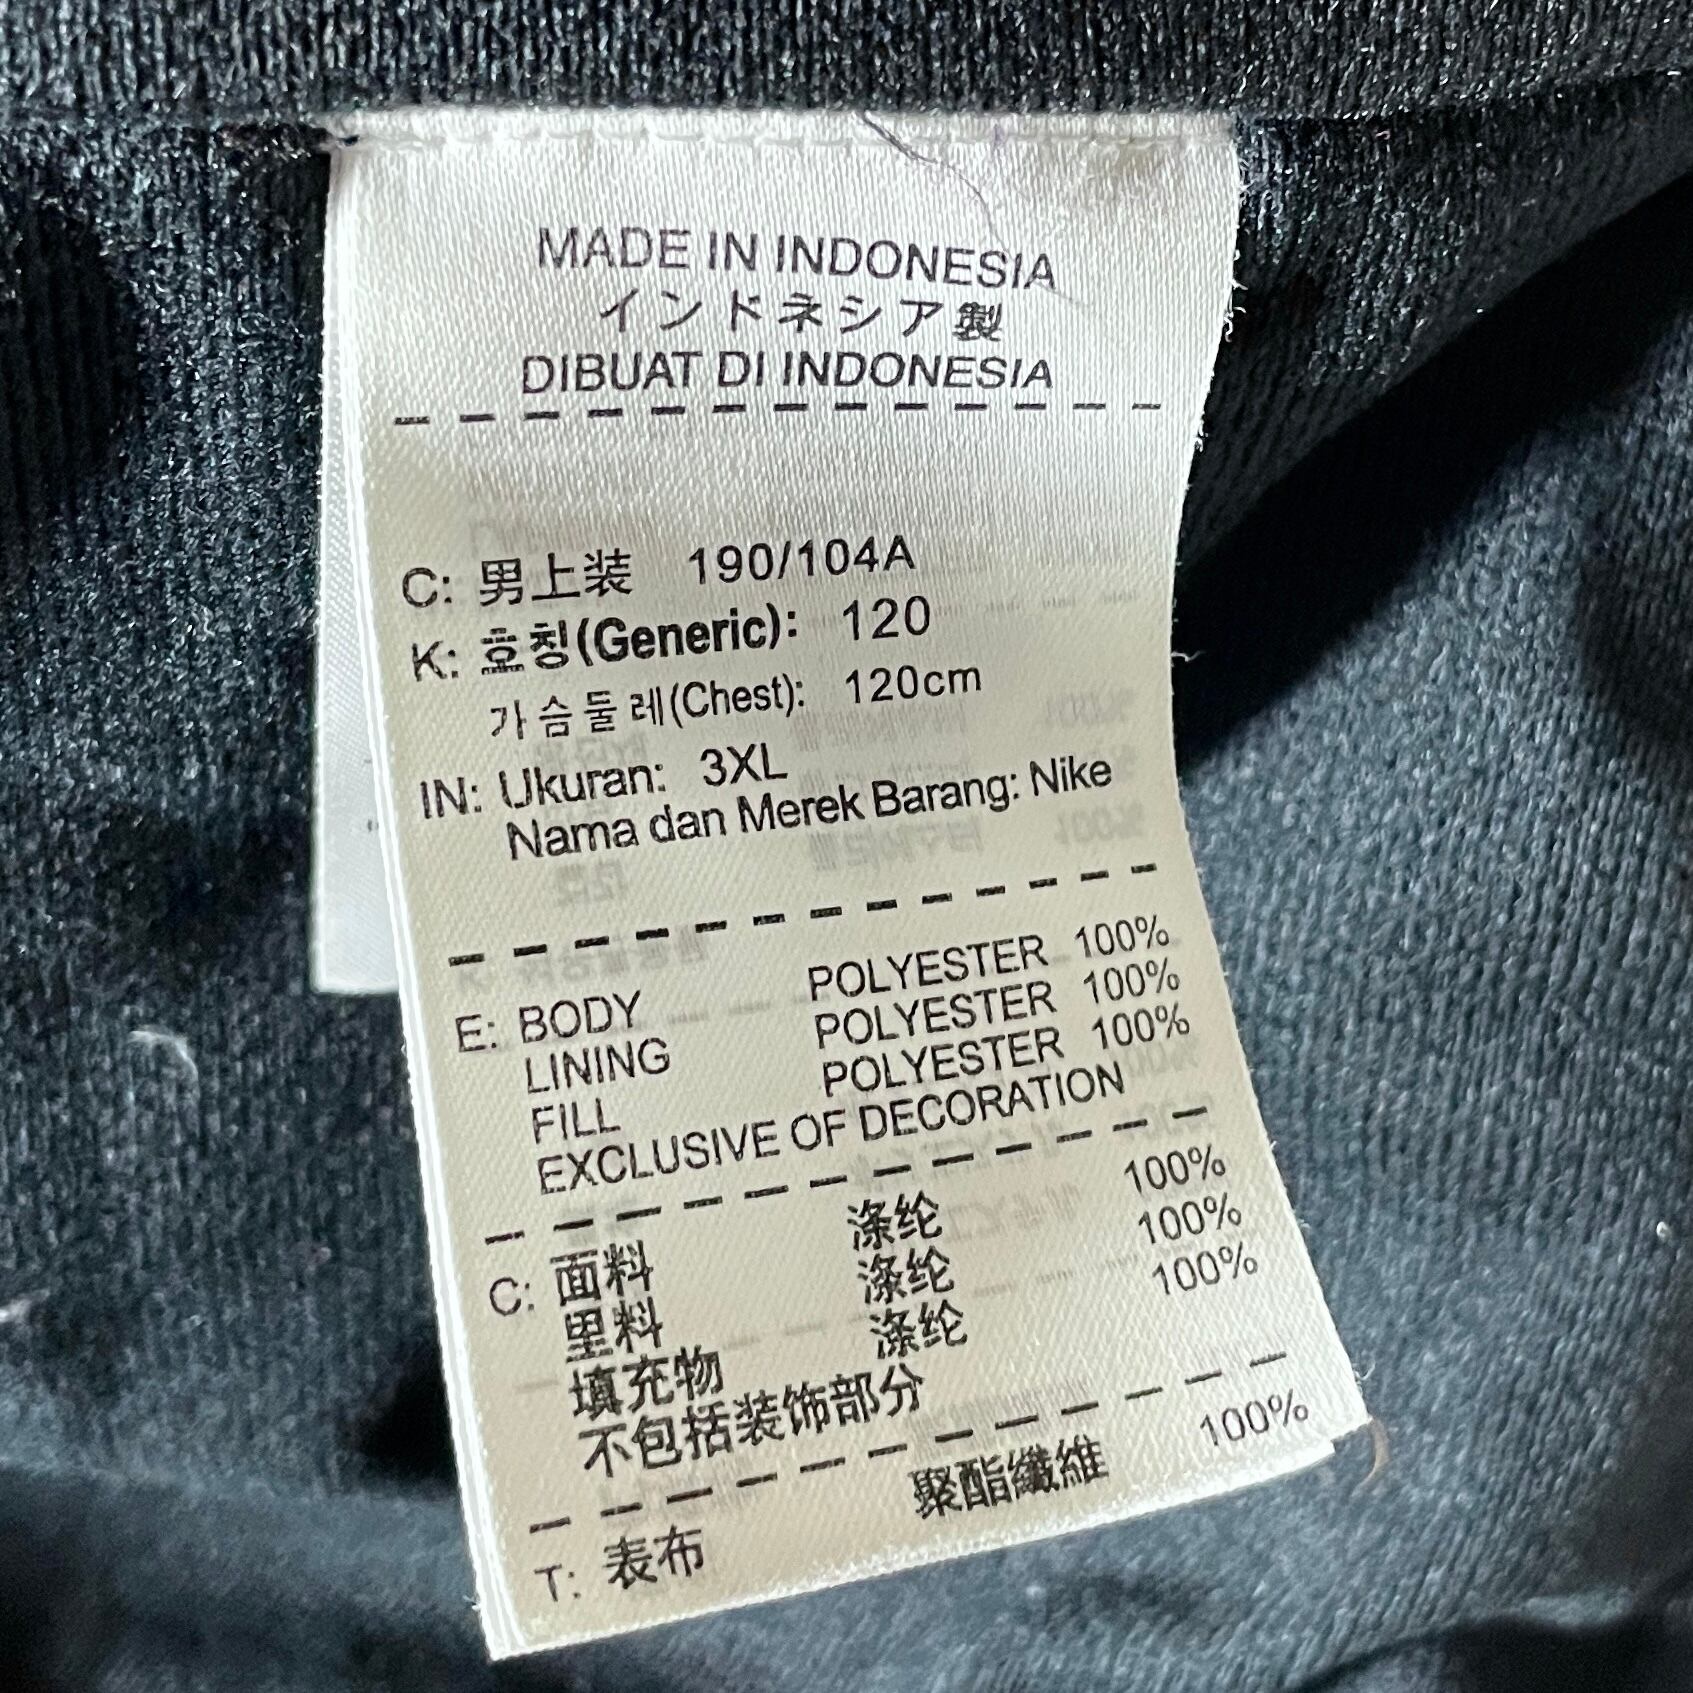 MADE IN INDONESIA
インドネシア製
DIBUAT DI INDONESIA
C: 男上装 190/104A
K: 호칭(Generic): 120
가슴둘레(Chest): 120cm
IN: Ukuran: 3XL
Nama dan Merek Barang: Nike
E: BODY POLYESTER 100%
LINING POLYESTER 100%
FILL POLYESTER 100%
EXCLUSIVE OF DECORATION
C: 面料 涤纶 100%
里料 涤纶 100%
填充物 涤纶 100%
不包括装饰部分
T: 表布 聚酯纖維 100%